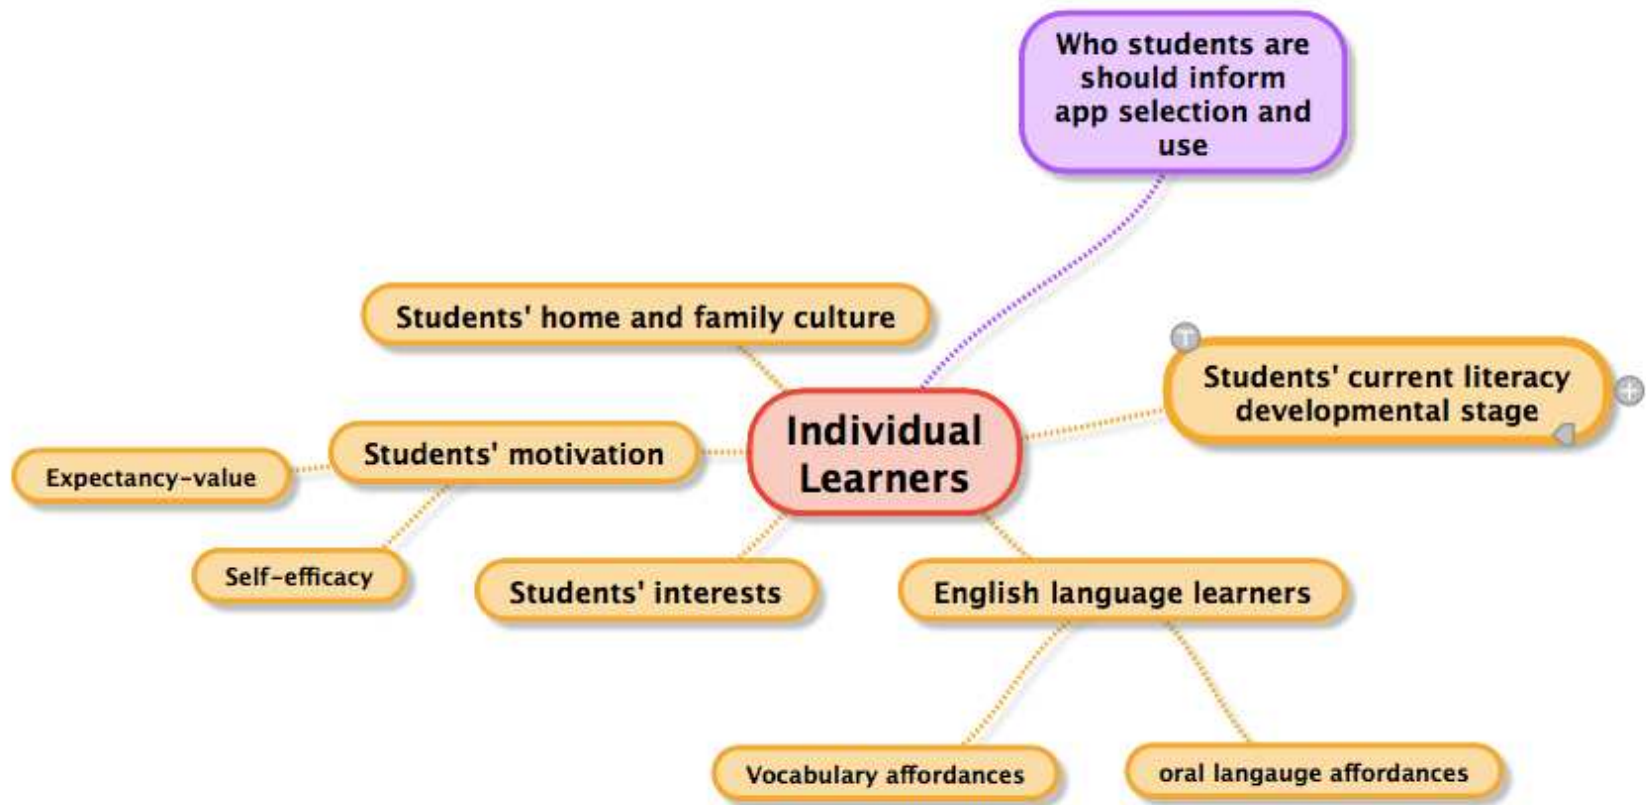 Who students are
should inform
app selection and
use
Students' home and family culture
Students' current literacy
developmental stage
Individual
Learners
Students' motivation
Expectancy-value
Self-efficacy
Students' interests
English language learners
Vocabulary affordances
oral langauge affordances